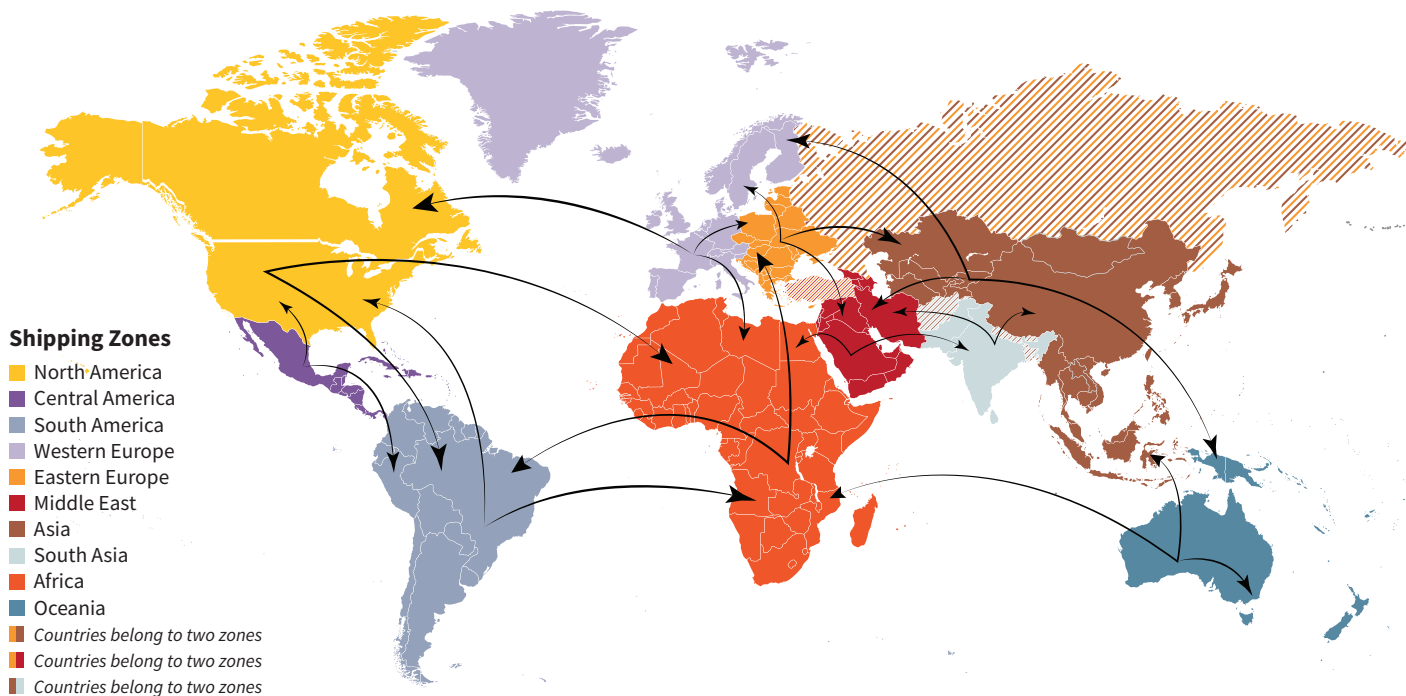 Shipping Zones
North America
Central America
South America
Western Europe
Eastern Europe
Middle East
Asia
South Asia
Africa
Oceania
Countries belong to two zones
Countries belong to two zones
Countries belong to two zones